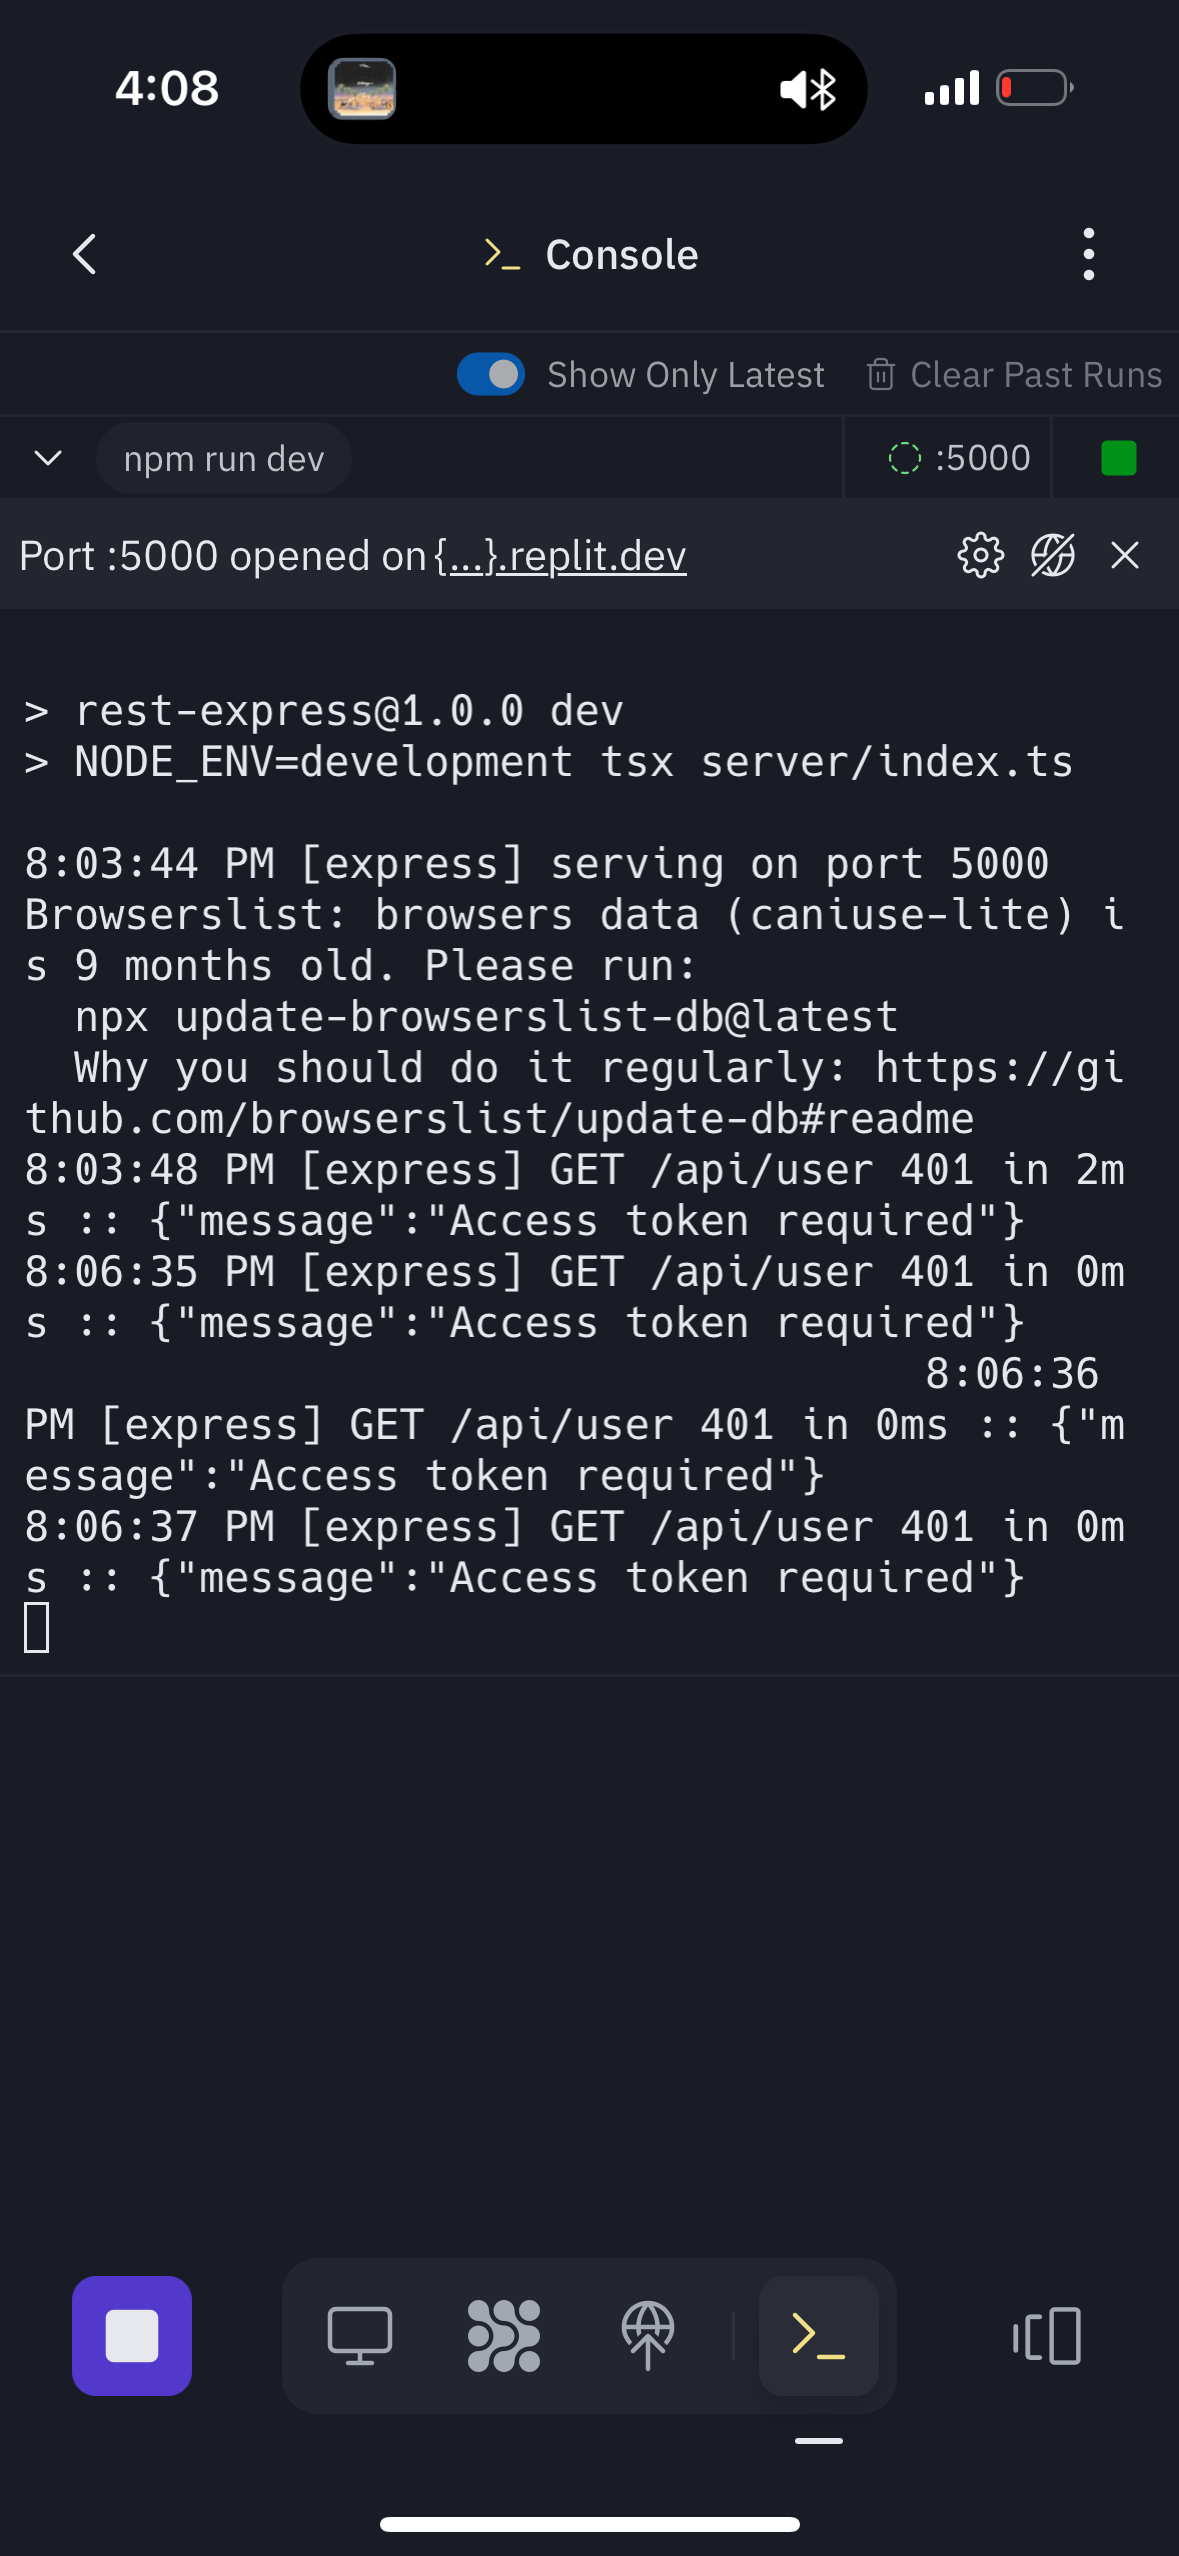 4:08
>_ Console
Show Only Latest Clear Past Runs
npm run dev :5000
Port :5000 opened on {...}.replit.dev
> rest-express@1.0.0 dev
> NODE_ENV=development tsx server/index.ts
8:03:44 PM [express] serving on port 5000
Browserslist: browsers data (caniuse-lite) i
s 9 months old. Please run:
  npx update-browserslist-db@latest
  Why you should do it regularly: https://gi
thub.com/browserslist/update-db#readme
8:03:48 PM [express] GET /api/user 401 in 2m
s :: {"message":"Access token required"}
8:06:35 PM [express] GET /api/user 401 in 0m
s :: {"message":"Access token required"}
8:06:36
PM [express] GET /api/user 401 in 0ms :: {"m
essage":"Access token required"}
8:06:37 PM [express] GET /api/user 401 in 0m
s :: {"message":"Access token required"}